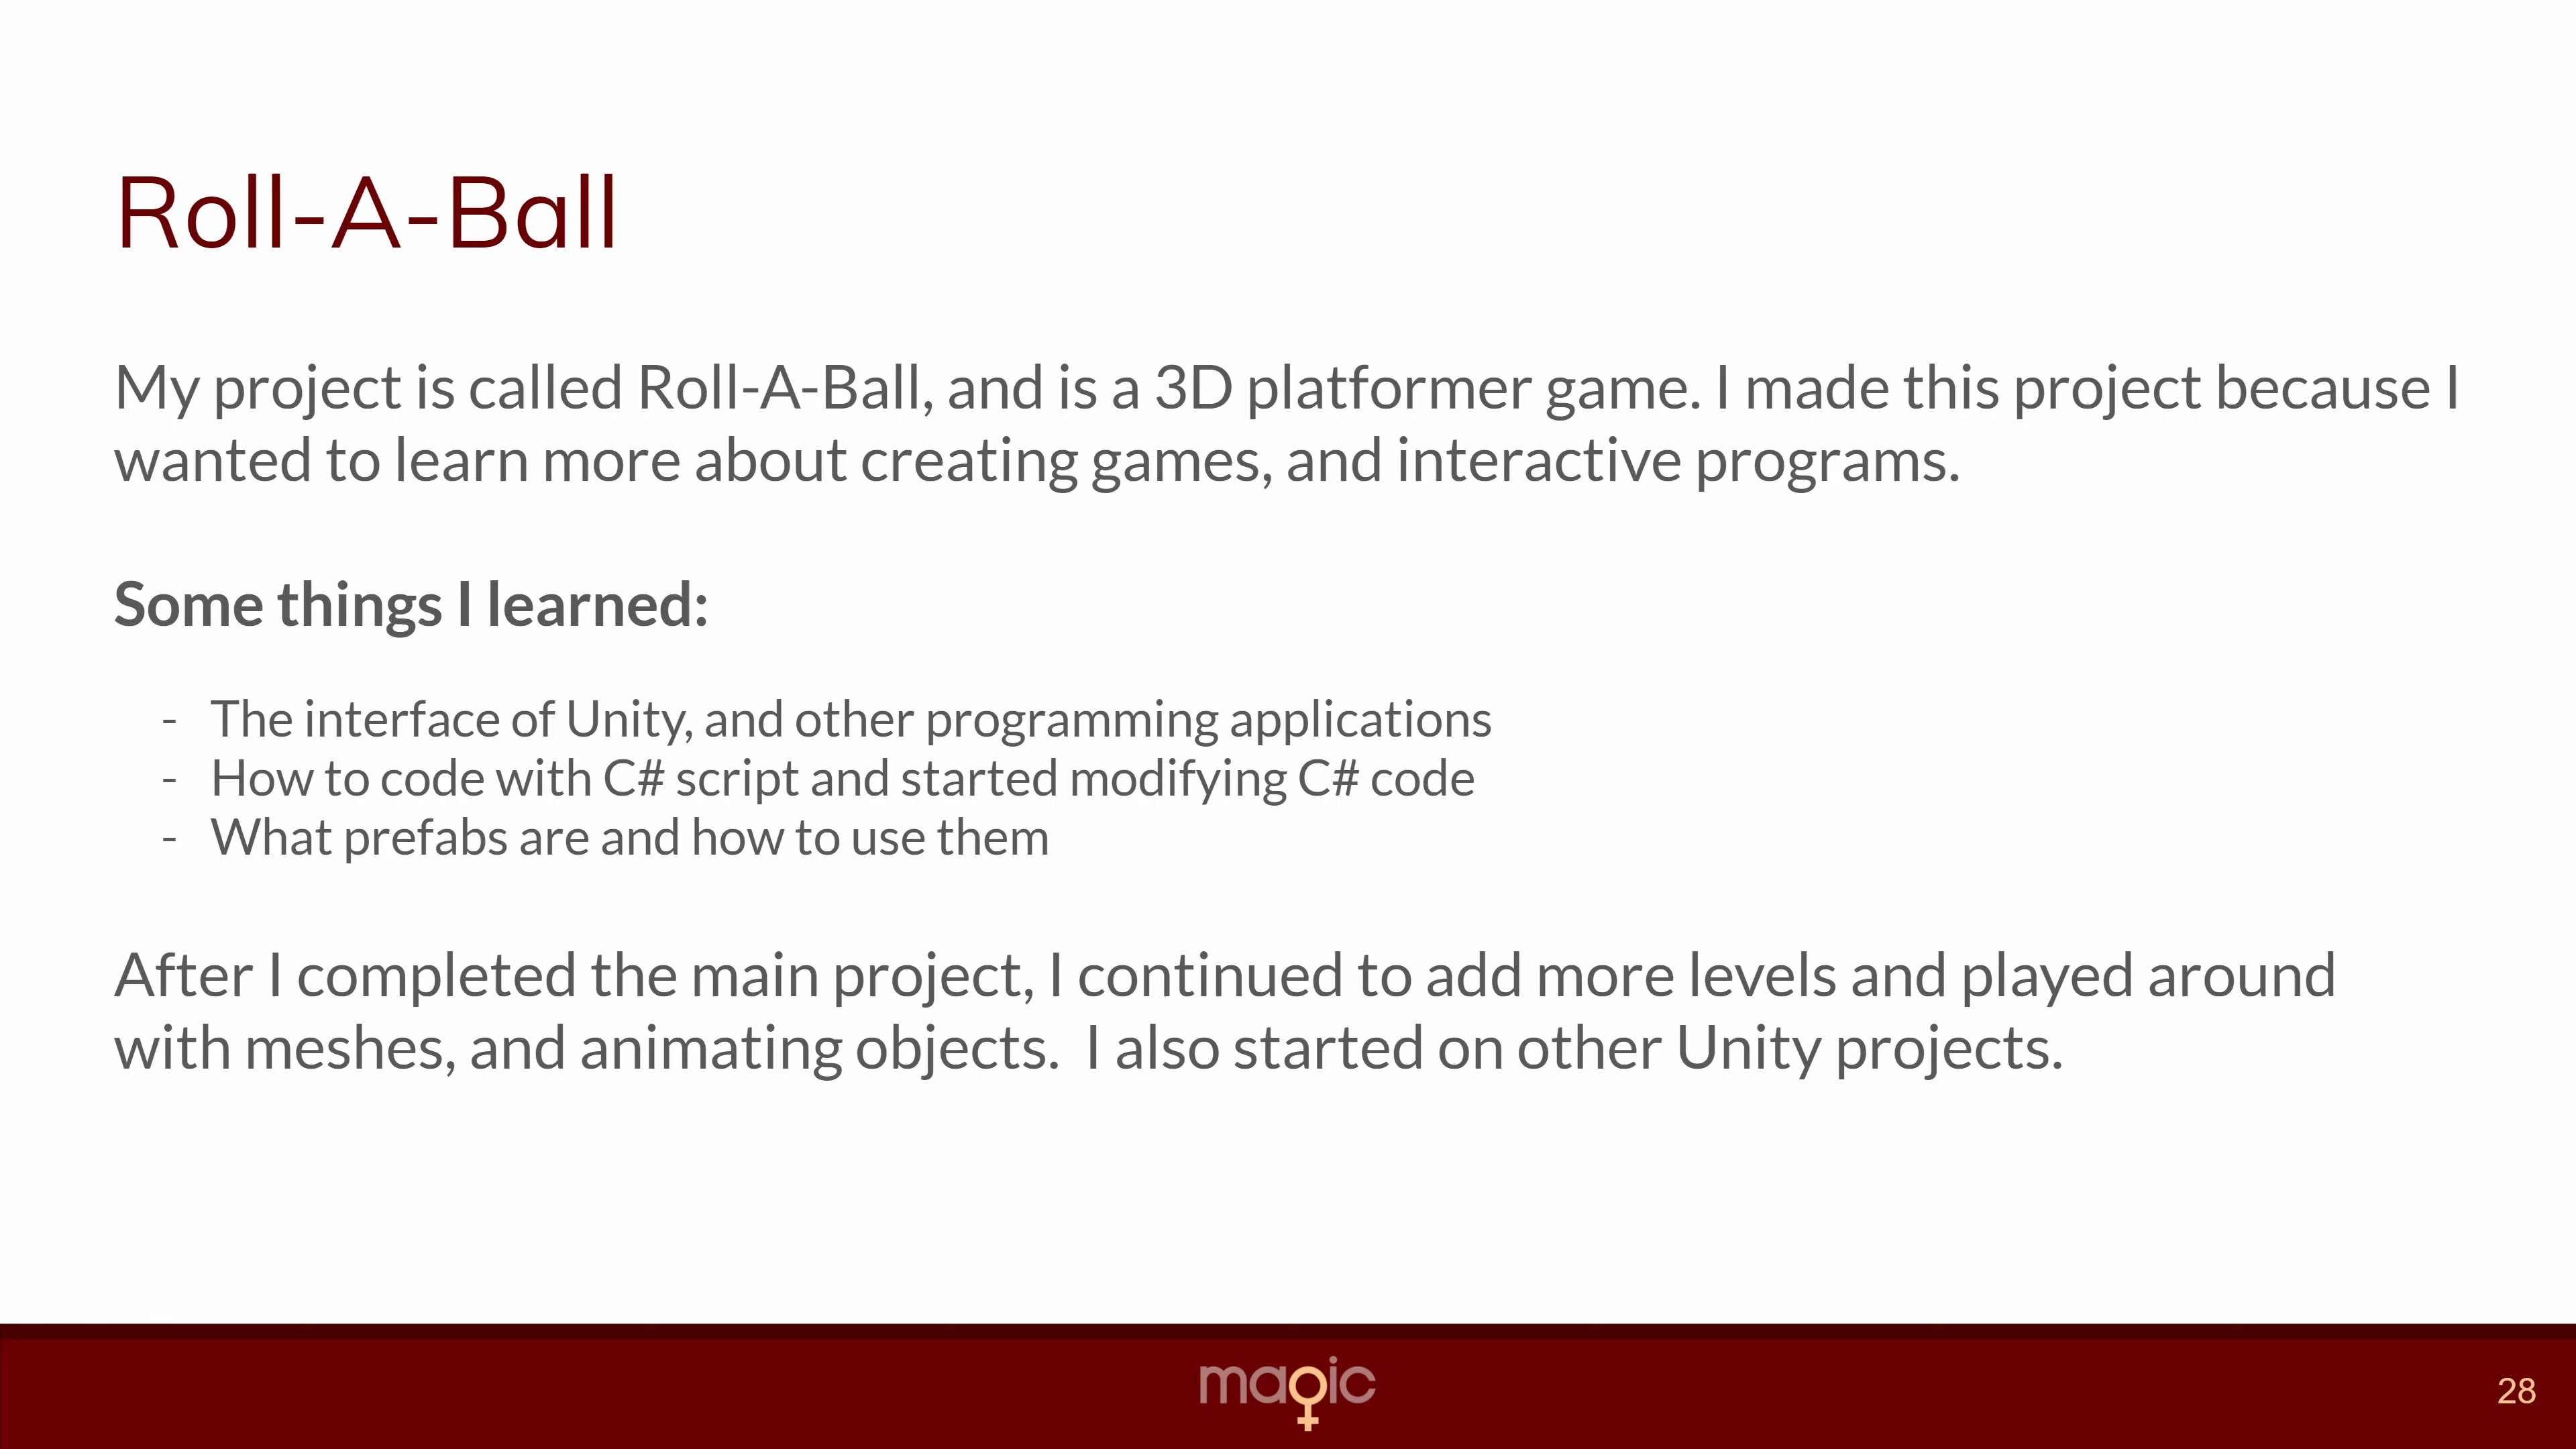 Roll-A-Ball
My project is called Roll-A-Ball, and is a 3D platformer game. I made this project because I
wanted to learn more about creating games, and interactive programs.
Some things I learned:
- The interface of Unity, and other programming applications
- How to code with C# script and started modifying C# code
- What prefabs are and how to use them
After I completed the main project, I continued to add more levels and played around
with meshes, and animating objects.  I also started on other Unity projects.
magic
28